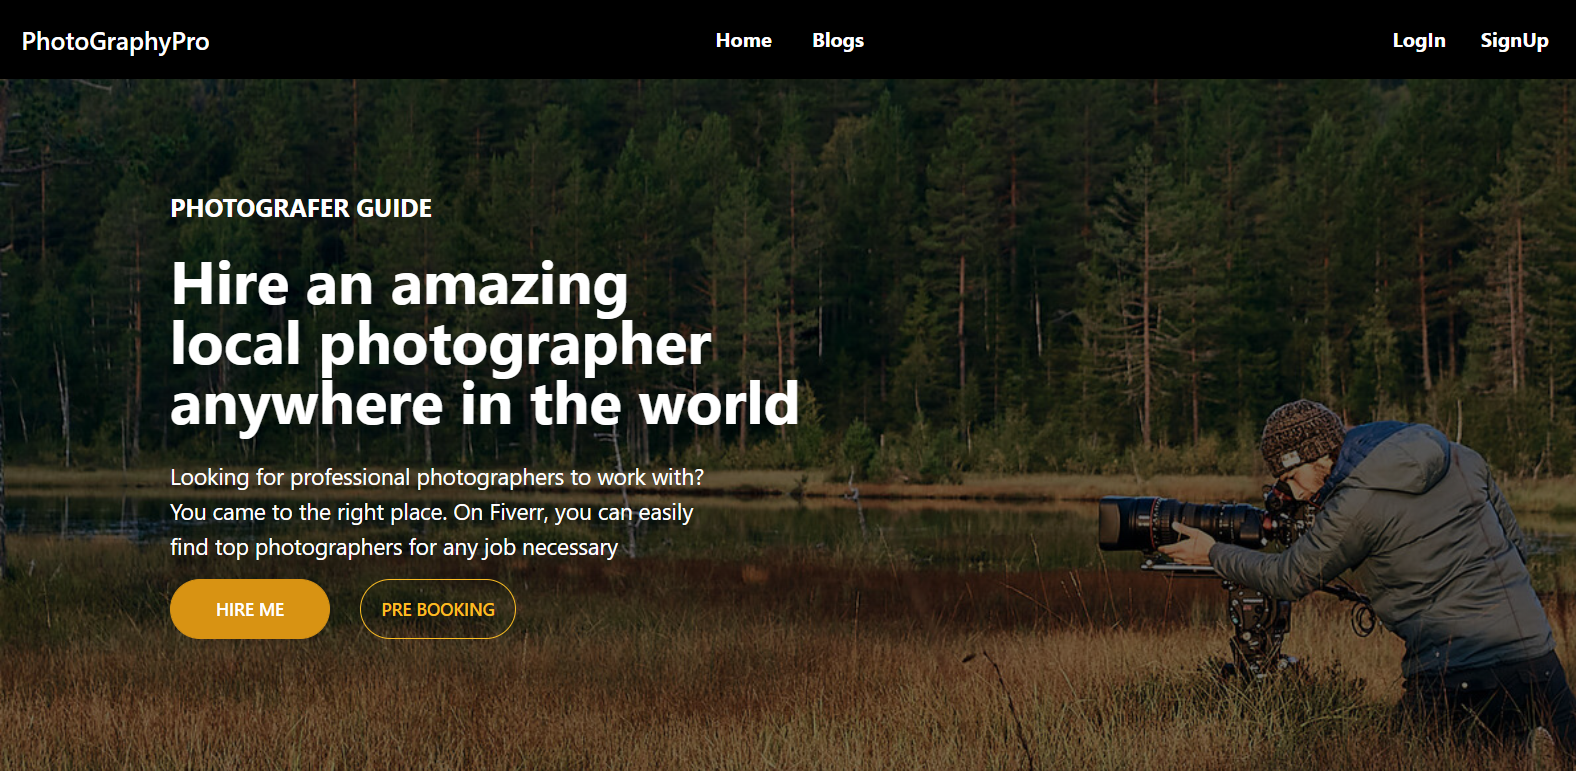 PhotoGraphyPro
Home
Blogs
LogIn
SignUp
PHOTOGRAFER GUIDE
Hire an amazing
local photographer
anywhere in the world
Looking for professional photographers to work with?
You came to the right place. On Fiverr, you can easily
find top photographers for any job necessary
HIRE ME
PRE BOOKING